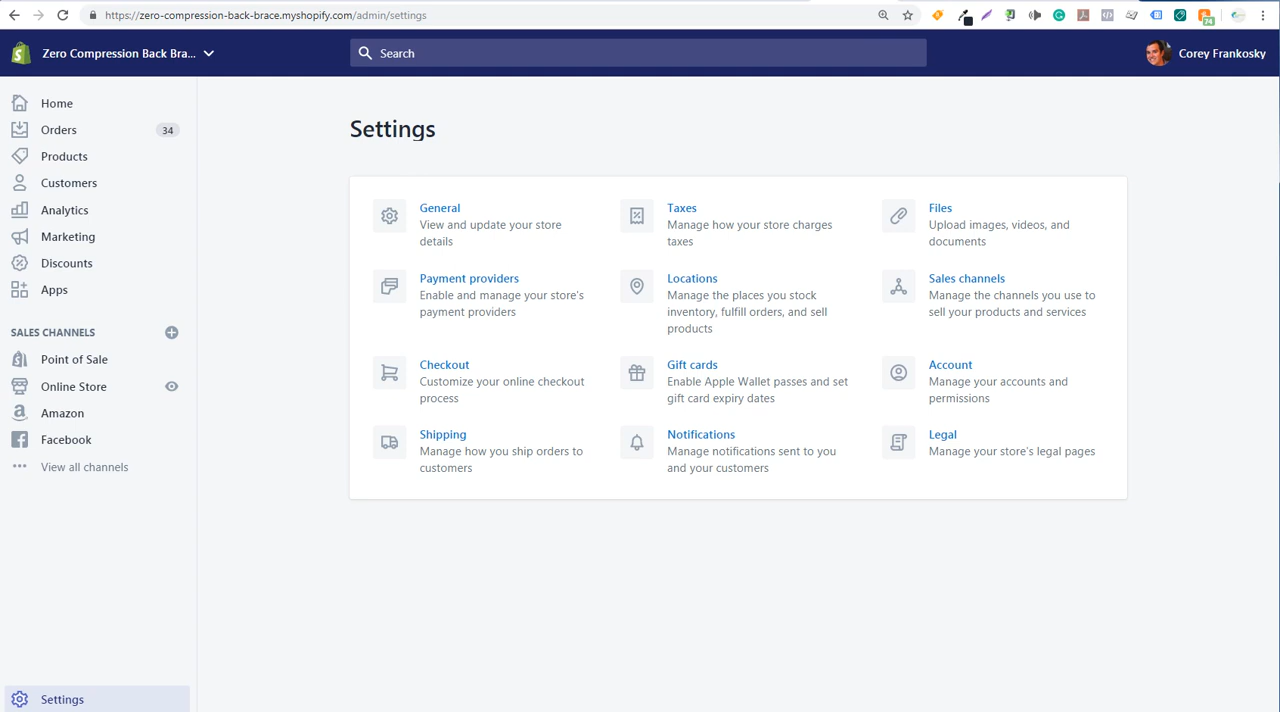 https://zero-compression-back-brace.myshopify.com/admin/settings
74
Zero Compression Back Bra...
Search
Corey Frankosky
Home
Orders 34
Products
Customers
Analytics
Marketing
Discounts
Apps
SALES CHANNELS
Point of Sale
Online Store
Amazon
Facebook
View all channels
Settings
Settings
General
View and update your store
details
Taxes
Manage how your store charges
taxes
Files
Upload images, videos, and
documents
Payment providers
Enable and manage your store's
payment providers
Locations
Manage the places you stock
inventory, fulfill orders, and sell
products
Sales channels
Manage the channels you use to
sell your products and services
Checkout
Customize your online checkout
process
Gift cards
Enable Apple Wallet passes and set
gift card expiry dates
Account
Manage your accounts and
permissions
Shipping
Manage how you ship orders to
customers
Notifications
Manage notifications sent to you
and your customers
Legal
Manage your store's legal pages